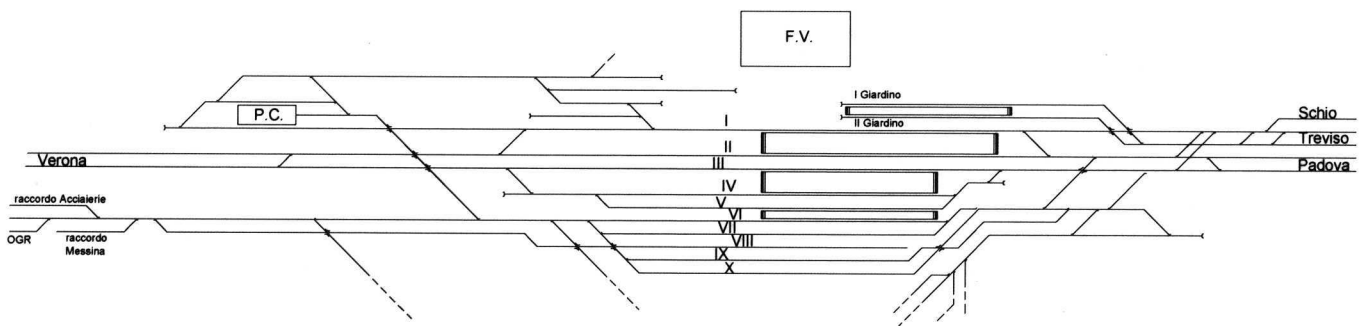 F.V.
I Giardino
P.C.
I
II Giardino
Schio
II
Treviso
Verona
III
Padova
IV
raccordo Acciaierie
V
VI
VII
OGR
raccordo
Messina
VIII
IX
X